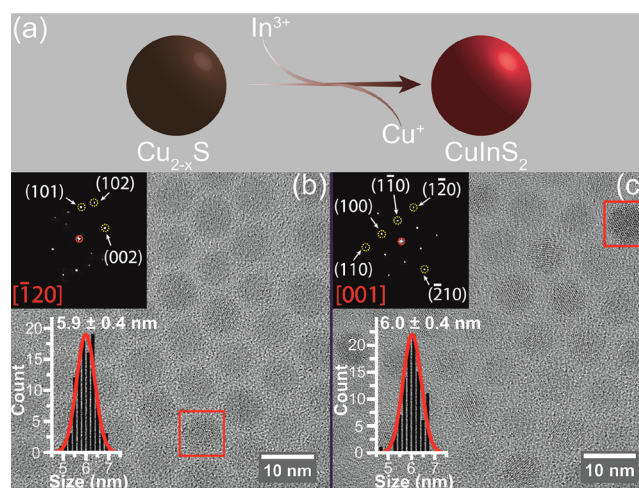 (a)
In³⁺
Cu⁺
Cu₂₋ₓS
CuInS₂
(b)
(101)
(102)
(002)
[1̄20]
5.9 ± 0.4 nm
20
15
10
5
0
Count
5 6 7
Size (nm)
10 nm
(c)
(11̄0)
(12̄0)
(100)
(110)
(2̄10)
[001]
6.0 ± 0.4 nm
20
15
10
5
0
Count
5 6 7
Size (nm)
10 nm